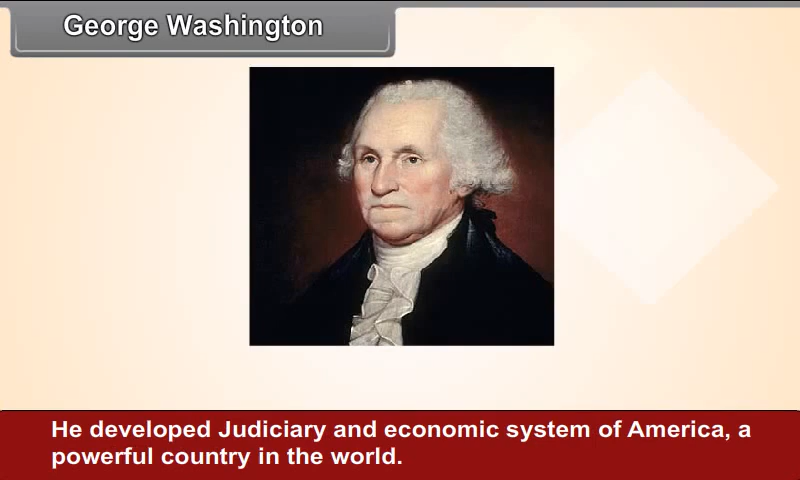 George Washington
He developed Judiciary and economic system of America, a
powerful country in the world.